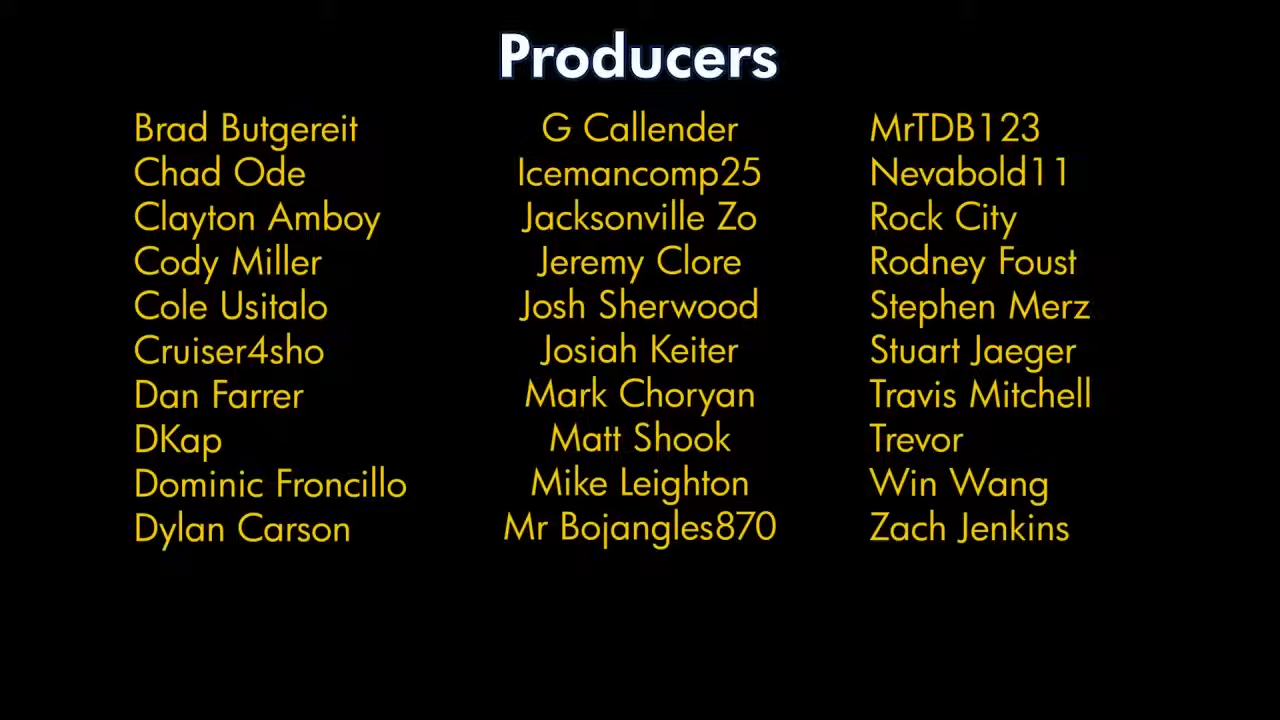 Producers
Brad Butgereit
Chad Ode
Clayton Amboy
Cody Miller
Cole Usitalo
Cruiser4sho
Dan Farrer
DKap
Dominic Froncillo
Dylan Carson
G Callender
Icemancomp25
Jacksonville Zo
Jeremy Clore
Josh Sherwood
Josiah Keiter
Mark Choryan
Matt Shook
Mike Leighton
Mr Bojangles870
MrTDB123
Nevabold11
Rock City
Rodney Foust
Stephen Merz
Stuart Jaeger
Travis Mitchell
Trevor
Win Wang
Zach Jenkins